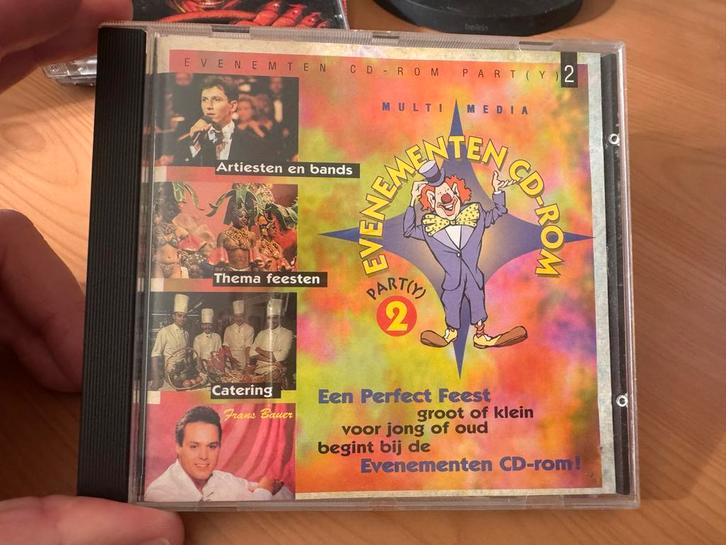 belkin
EVENEMTEN CD-ROM PART(Y) 2
MULTI MEDIA
EVENEMENTEN CD-ROM
PART(Y)
2
Artiesten en bands
Thema feesten
Catering
Frans Bauer
Een Perfect Feest
groot of klein
voor jong of oud
begint bij de
Evenementen CD-rom!